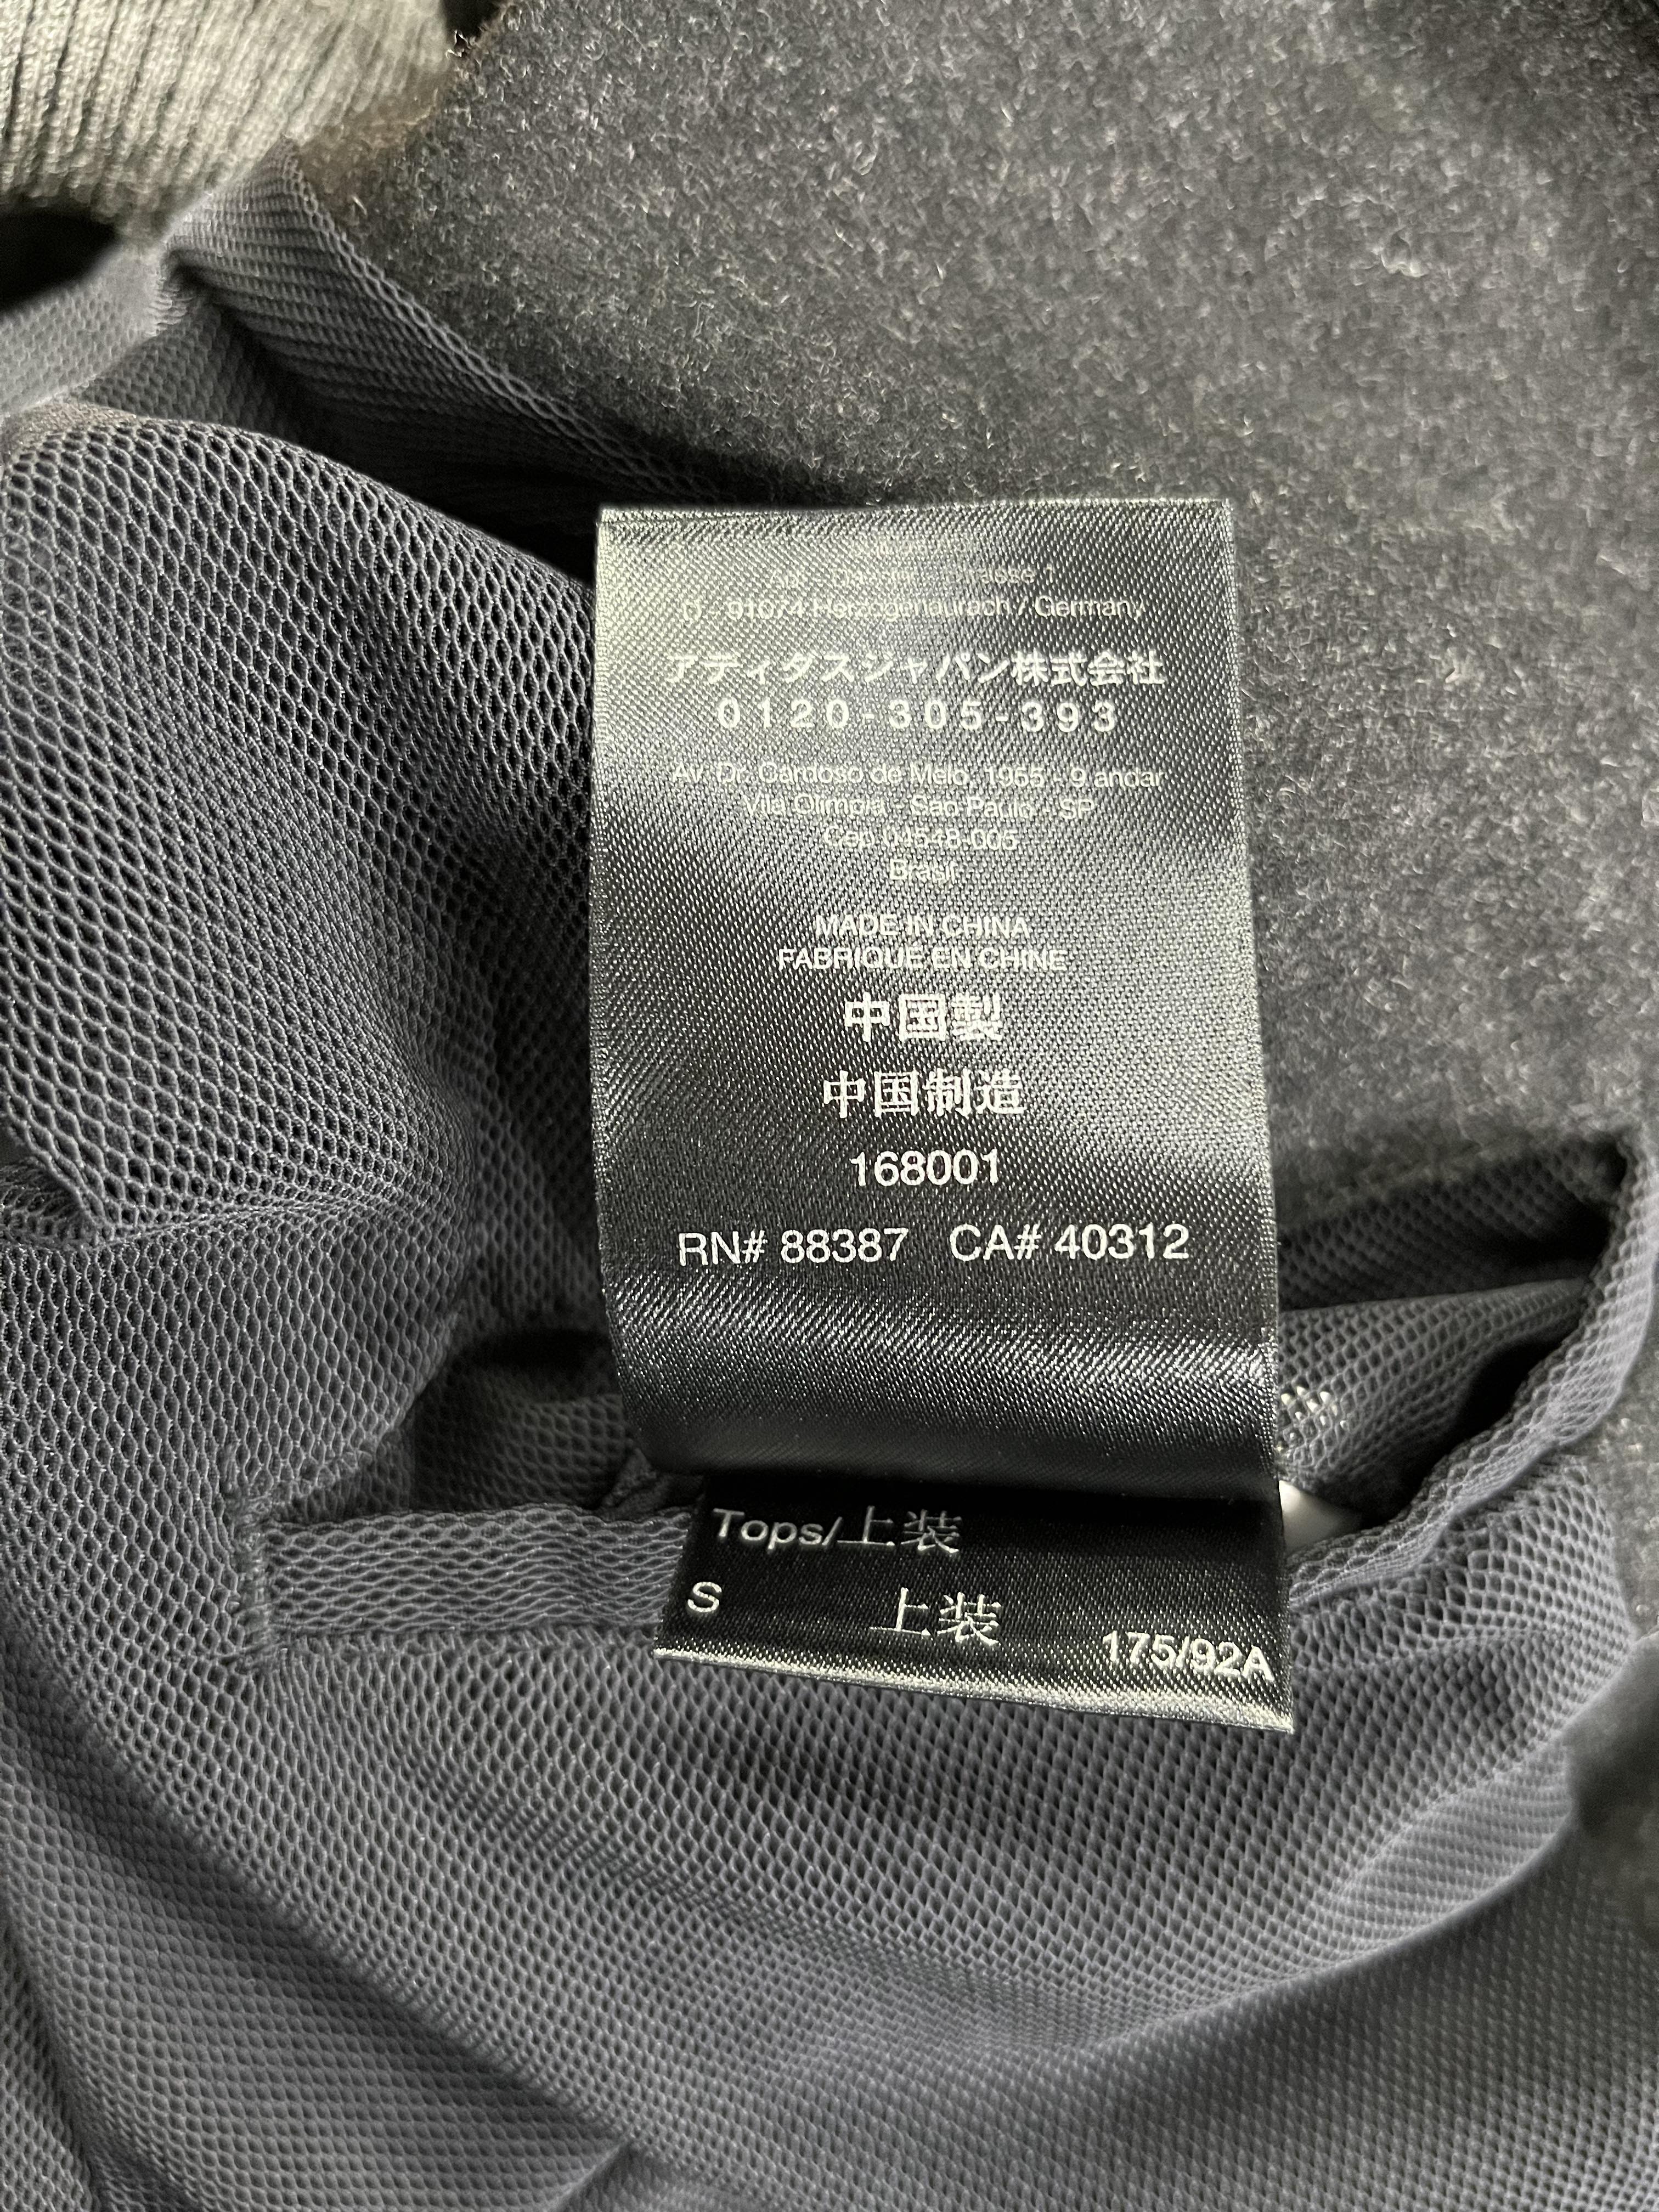 D - 91074 Herzogenaurach / Germany
アディダスジャパン株式会社
0120-305-393
Av. Dr. Cardoso de Melo, 1955 - 9 andar
Vila Olimpia - Sao Paulo - SP
Cep 04548-005
Brasil
MADE IN CHINA
FABRIQUE EN CHINE
中国製
中国制造
168001
RN# 88387 CA# 40312
Tops/上装
S 上装 175/92A